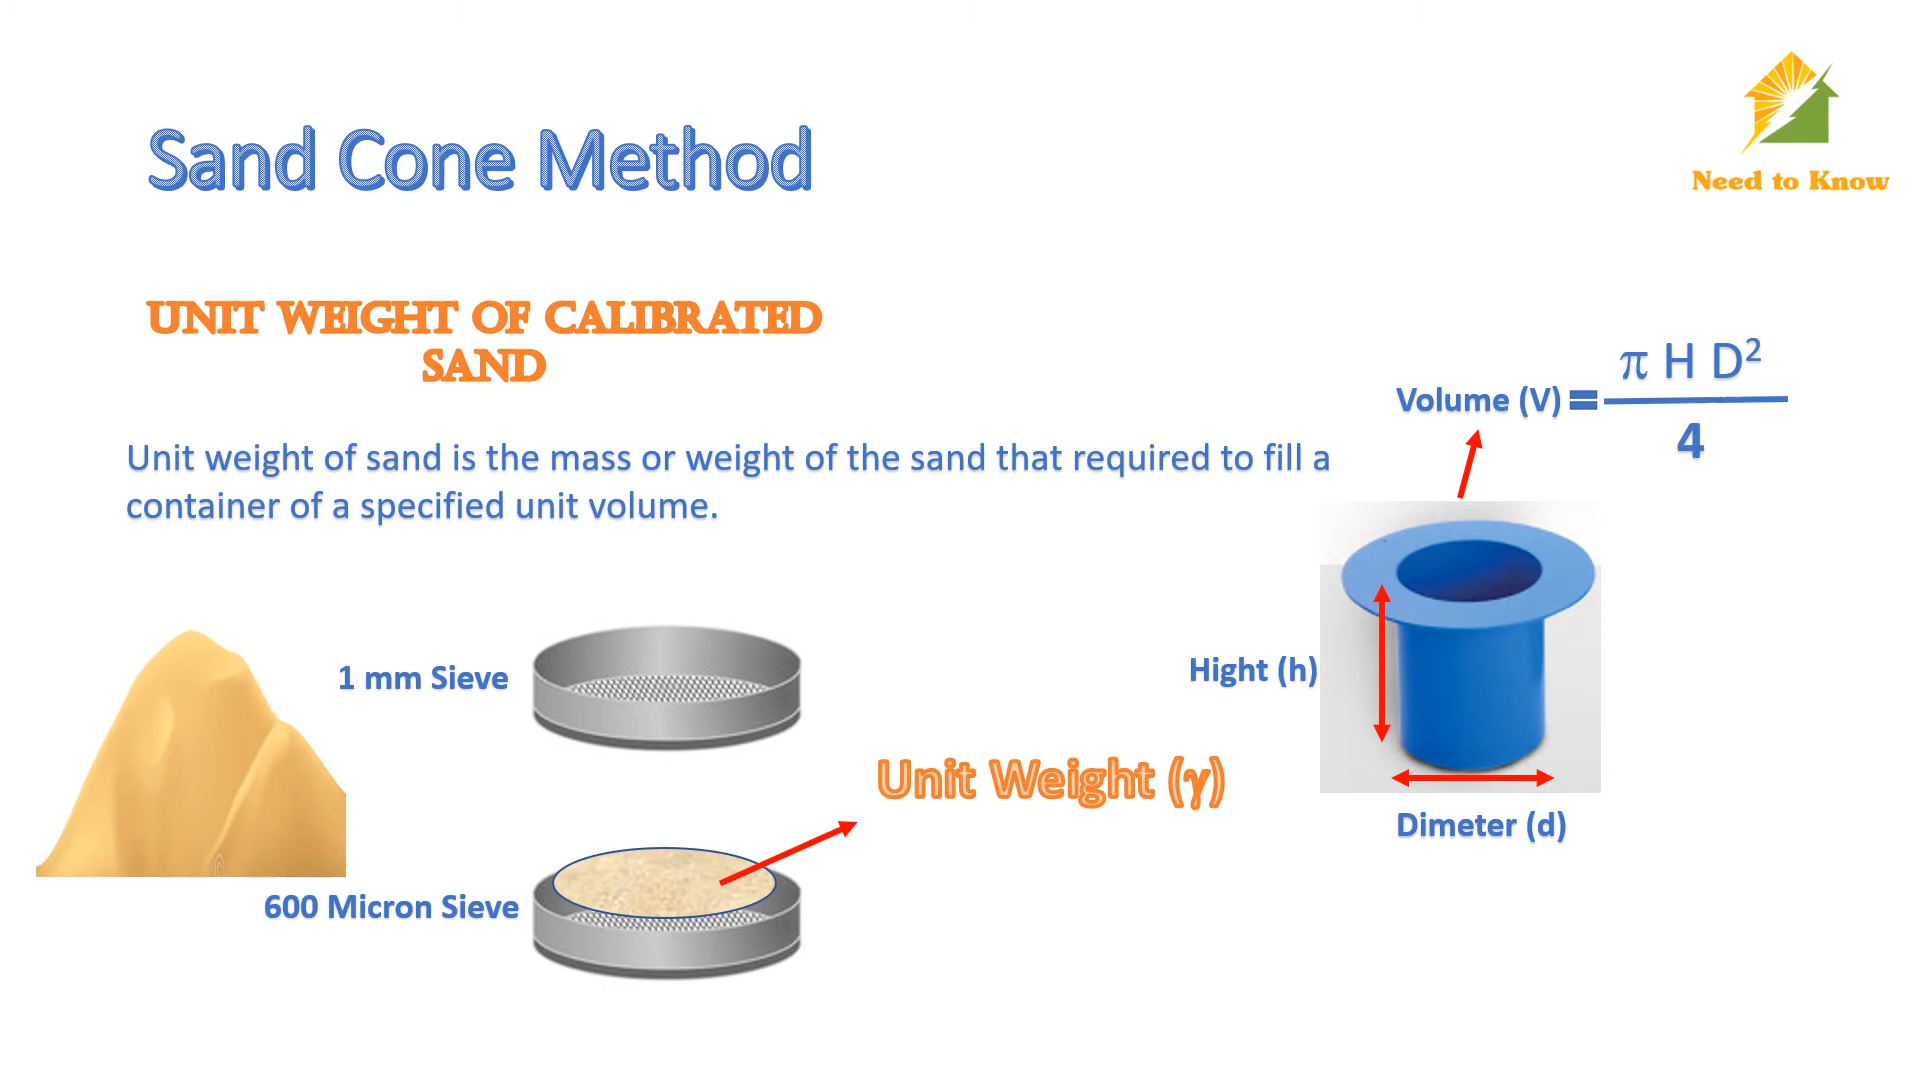 Sand Cone Method
Need to Know
UNIT WEIGHT OF CALIBRATED
SAND
Unit weight of sand is the mass or weight of the sand that required to fill a
container of a specified unit volume.
Volume (V) = π H D²
4
1 mm Sieve
Hight (h)
Unit Weight (γ)
Dimeter (d)
600 Micron Sieve